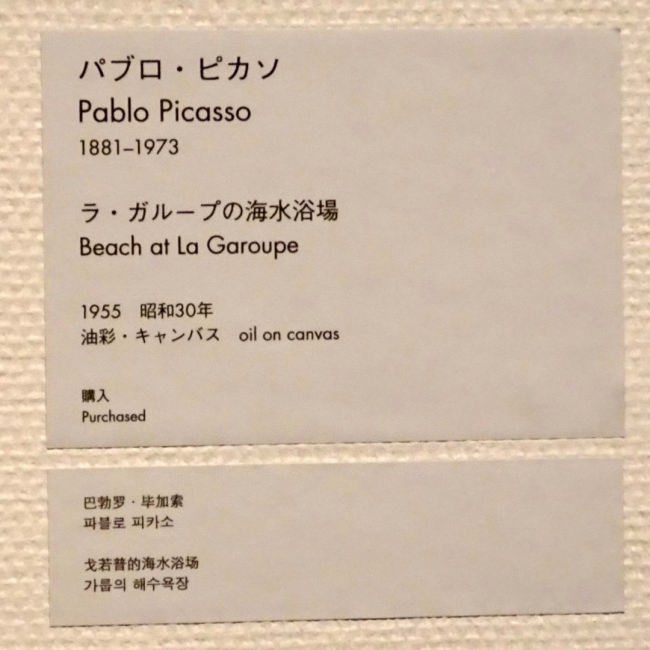 パブロ・ピカソ
Pablo Picasso
1881–1973
ラ・ガループの海水浴場
Beach at La Garoupe
1955　昭和30年
油彩・キャンバス　oil on canvas
購入
Purchased
巴勃罗・毕加索
파블로 피카소
戈若普的海水浴场
가룹의 해수욕장